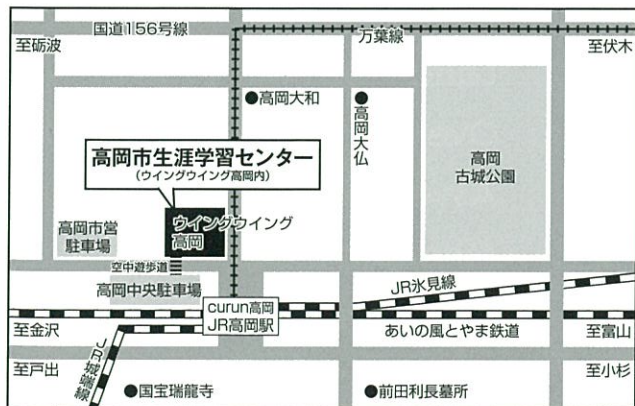 国道156号線
万葉線
至砺波
至伏木
高岡大和
高岡大仏
高岡
古城公園
高岡市生涯学習センター
(ウイングウイング高岡内)
ウイングウイング
高岡
高岡市営
駐車場
空中遊歩道
高岡中央駐車場
JR氷見線
curun高岡
JR高岡駅
至金沢
あいの風とやま鉄道
至富山
至戸出
JR城端線
至小杉
国宝瑞龍寺
前田利長墓所